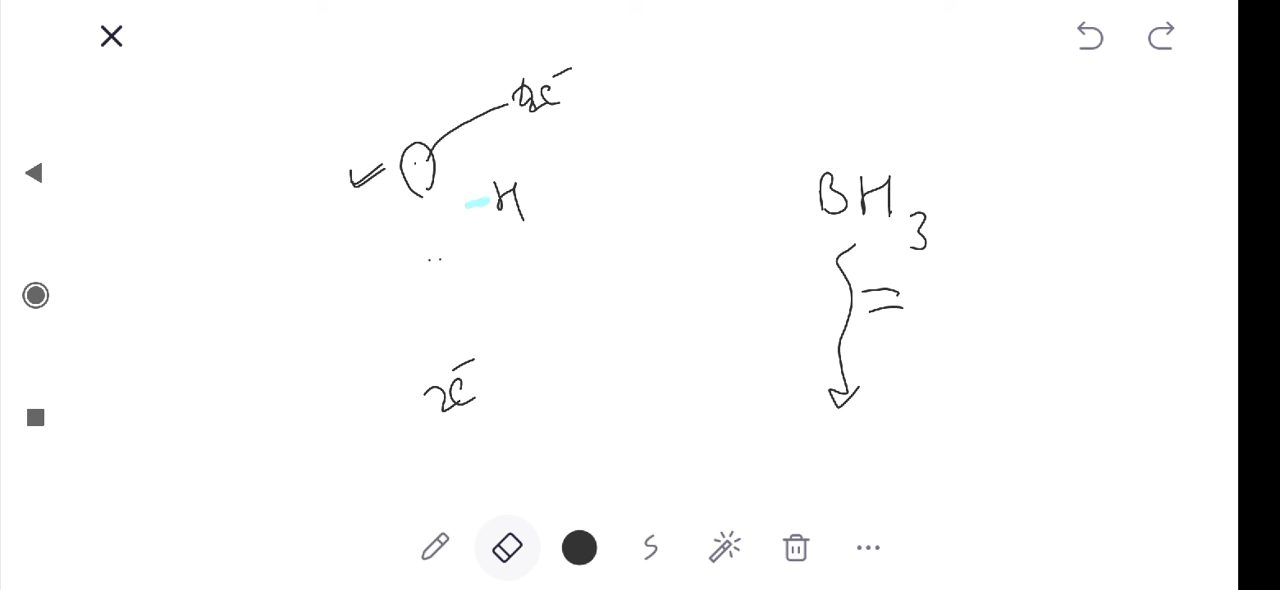 2e⁻
-H
BH₃
=
2e⁻